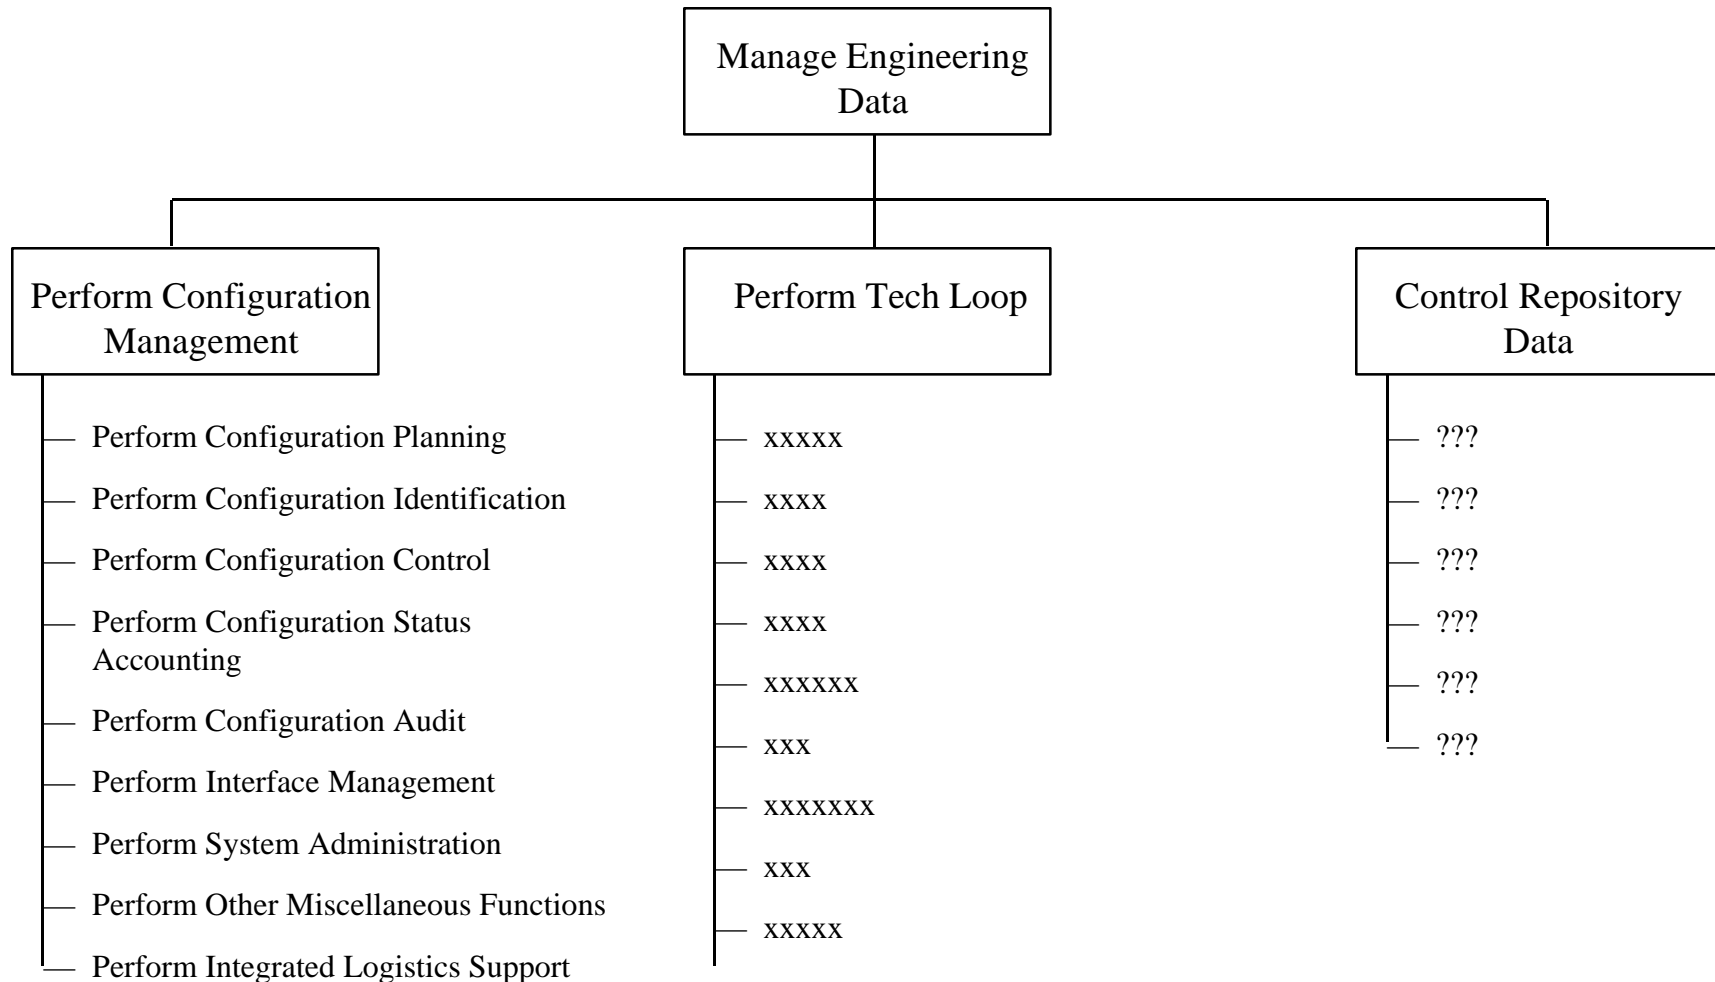 Manage Engineering
Data
Perform Configuration
Management
Perform Configuration Planning
Perform Configuration Identification
Perform Configuration Control
Perform Configuration Status
Accounting
Perform Configuration Audit
Perform Interface Management
Perform System Administration
Perform Other Miscellaneous Functions
Perform Integrated Logistics Support
Perform Tech Loop
xxxxx
xxxx
xxxx
xxxx
xxxxxx
xxx
xxxxxxx
xxx
xxxxx
Control Repository
Data
???
???
???
???
???
???